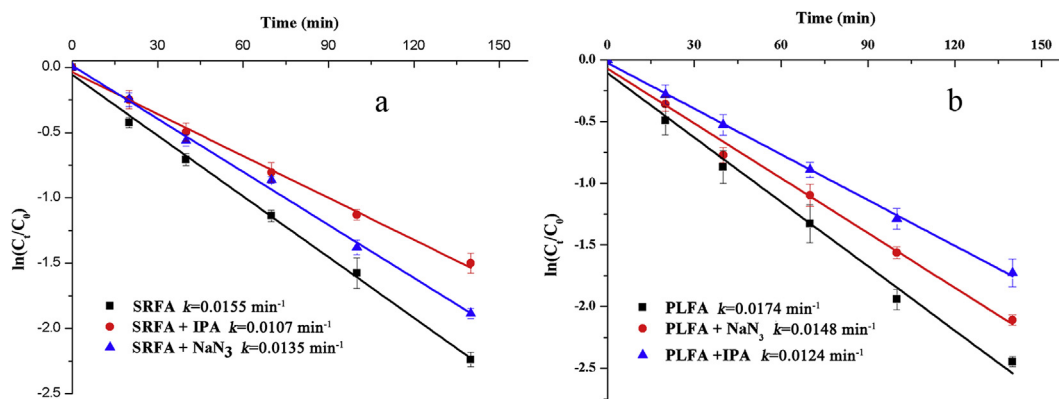 Time (min)
0 30 60 90 120 150
0.0
-0.5
-1.0
-1.5
-2.0
-2.5
ln(Ct/C0)
a
SRFA k=0.0155 min-1
SRFA + IPA k=0.0107 min-1
SRFA + NaN3 k=0.0135 min-1
Time (min)
0 30 60 90 120 150
0.0
-0.5
-1.0
-1.5
-2.0
-2.5
ln(Ct/C0)
b
PLFA k=0.0174 min-1
PLFA + NaN3 k=0.0148 min-1
PLFA +IPA k=0.0124 min-1